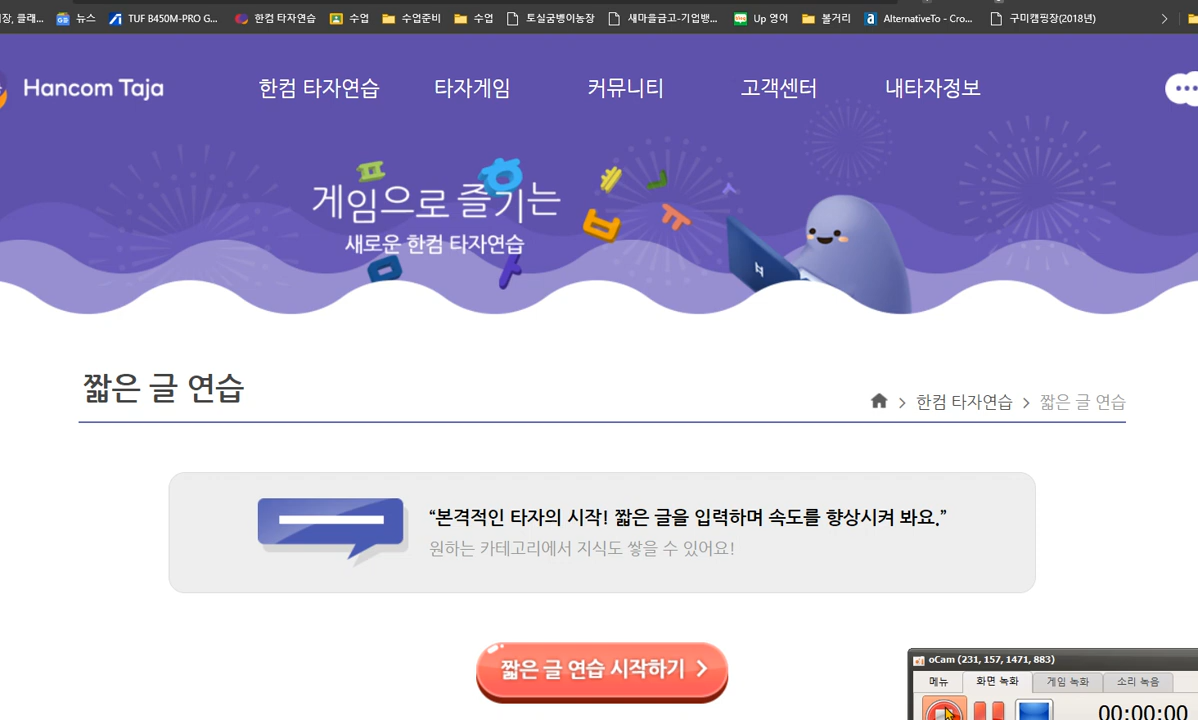 장, 클래... 뉴스 TUF B450M-PRO G... 한컴 타자연습 수업 수업준비 수업 토실굼벵이농장 새마을금고-기업뱅... Up 영어 볼거리 AlternativeTo - Cro... 구미캠핑장(2018년)
Hancom Taja 한컴 타자연습 타자게임 커뮤니티 고객센터 내타자정보
게임으로 즐기는
새로운 한컴 타자연습
짧은 글 연습
한컴 타자연습 > 짧은 글 연습
“본격적인 타자의 시작! 짧은 글을 입력하며 속도를 향상시켜 봐요.”
원하는 카테고리에서 지식도 쌓을 수 있어요!
짧은 글 연습 시작하기 >
oCam (231, 157, 1471, 883)
메뉴 화면 녹화 게임 녹화 소리 녹음
00:00:00